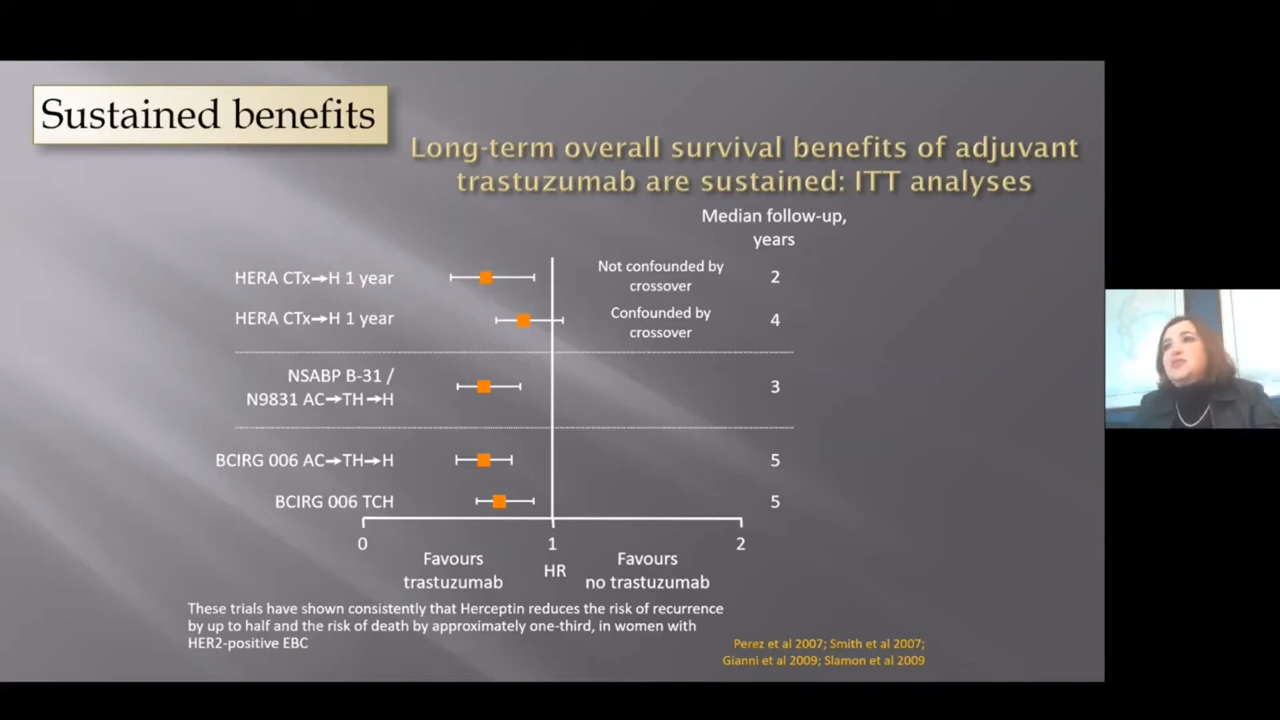 Sustained benefits
Long-term overall survival benefits of adjuvant
trastuzumab are sustained: ITT analyses
Median follow-up,
years
HERA CTx→H 1 year
Not confounded by
crossover
2
HERA CTx→H 1 year
Confounded by
crossover
4
NSABP B-31 /
N9831 AC→TH→H
3
BCIRG 006 AC→TH→H
5
BCIRG 006 TCH
5
0
1
2
Favours
trastuzumab
HR
Favours
no trastuzumab
These trials have shown consistently that Herceptin reduces the risk of recurrence
by up to half and the risk of death by approximately one-third, in women with
HER2-positive EBC
Perez et al 2007; Smith et al 2007;
Gianni et al 2009; Slamon et al 2009